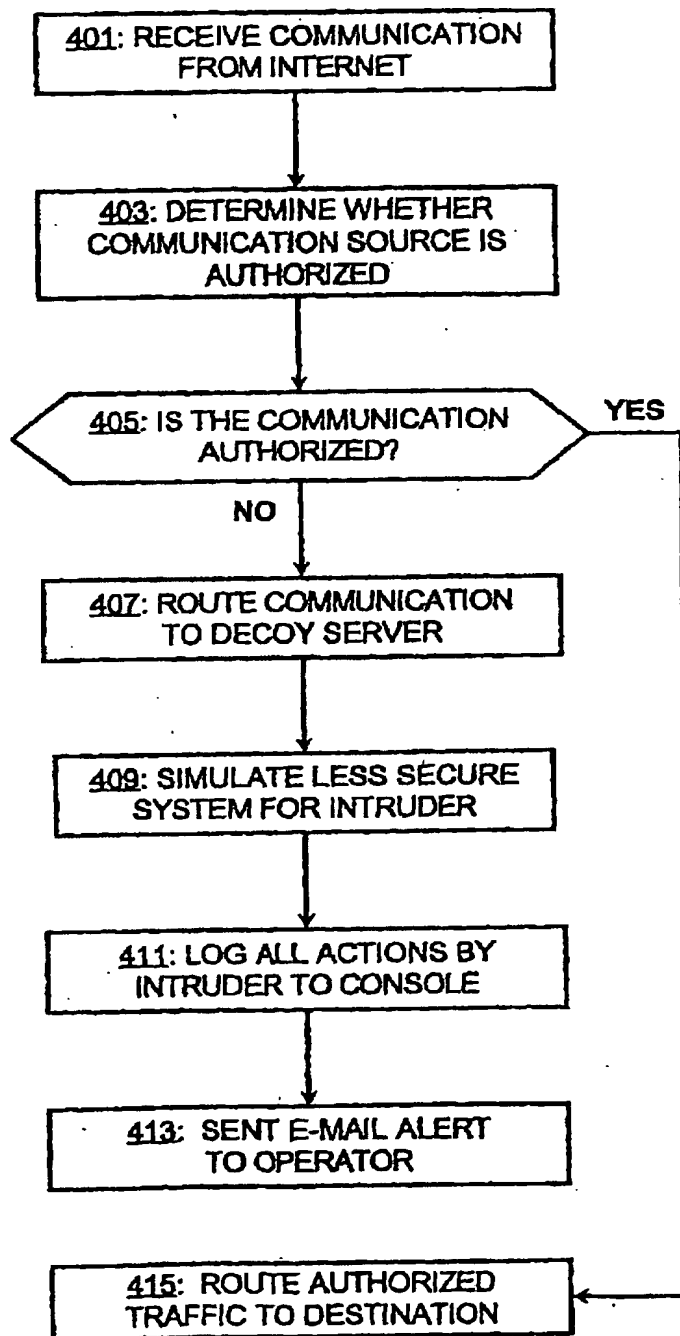 401: RECEIVE COMMUNICATION
FROM INTERNET
403: DETERMINE WHETHER
COMMUNICATION SOURCE IS
AUTHORIZED
405: IS THE COMMUNICATION
AUTHORIZED?
YES
NO
407: ROUTE COMMUNICATION
TO DECOY SERVER
409: SIMULATE LESS SECURE
SYSTEM FOR INTRUDER
411: LOG ALL ACTIONS BY
INTRUDER TO CONSOLE
413: SENT E-MAIL ALERT
TO OPERATOR
415: ROUTE AUTHORIZED
TRAFFIC TO DESTINATION